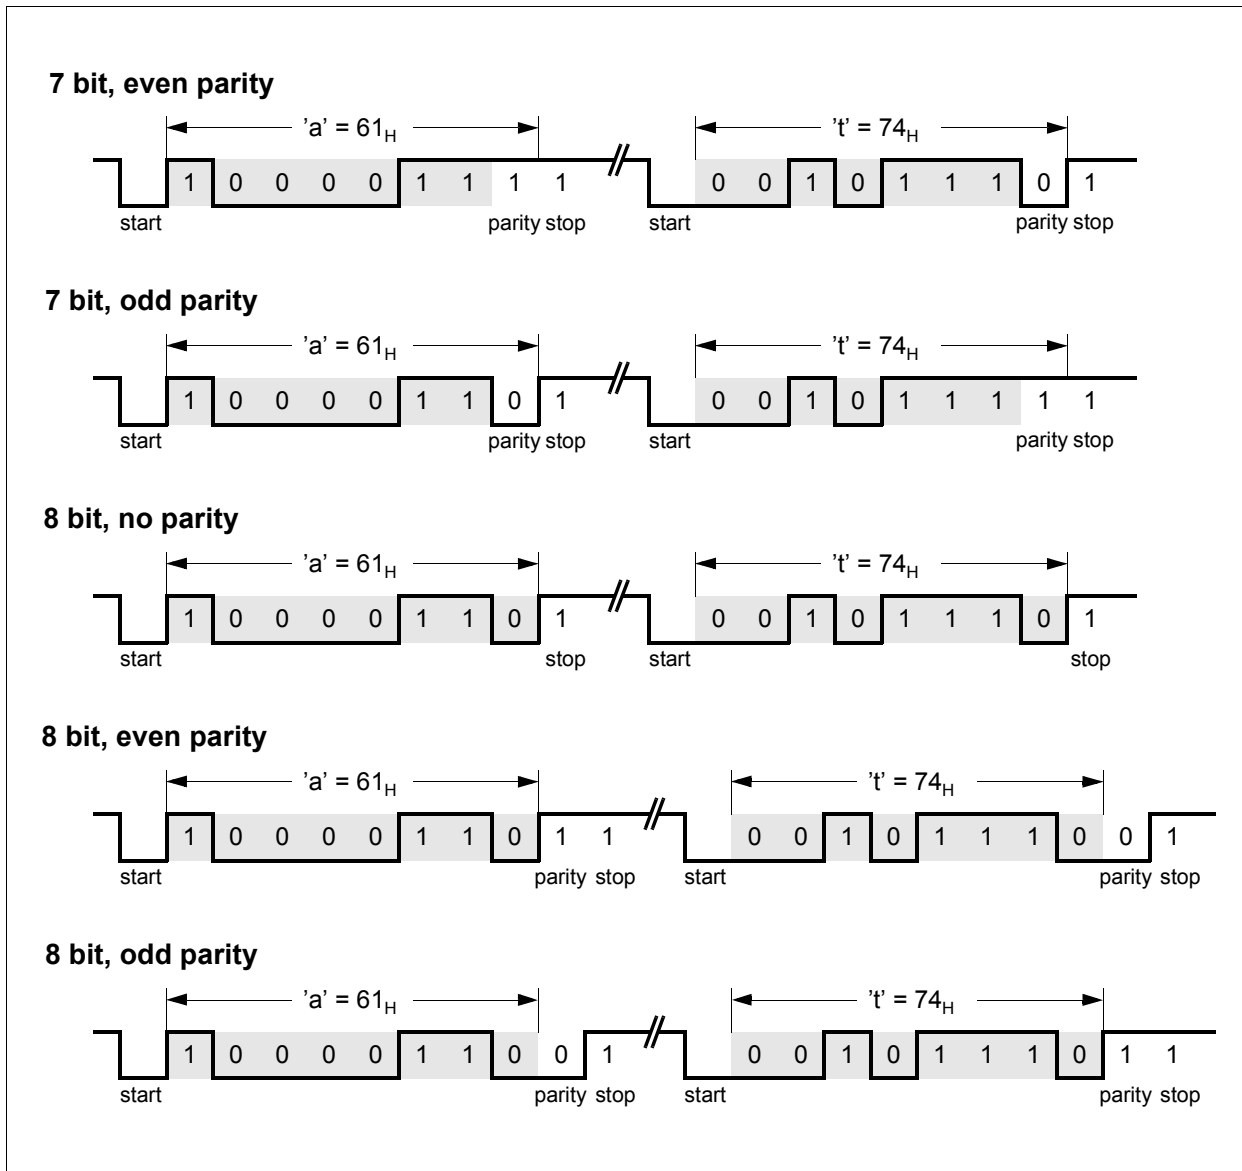 7 bit, even parity
'a' = 61H 't' = 74H
1 0 0 0 0 1 1 1 1 0 0 1 0 1 1 1 0 1
start parity stop start parity stop
7 bit, odd parity
'a' = 61H 't' = 74H
1 0 0 0 0 1 1 0 1 0 0 1 0 1 1 1 1 1
start parity stop start parity stop
8 bit, no parity
'a' = 61H 't' = 74H
1 0 0 0 0 1 1 0 1 0 0 1 0 1 1 1 0 1
start stop start stop
8 bit, even parity
'a' = 61H 't' = 74H
1 0 0 0 0 1 1 0 1 1 0 0 1 0 1 1 1 0 0 1
start parity stop start parity stop
8 bit, odd parity
'a' = 61H 't' = 74H
1 0 0 0 0 1 1 0 0 1 0 0 1 0 1 1 1 0 1 1
start parity stop start parity stop